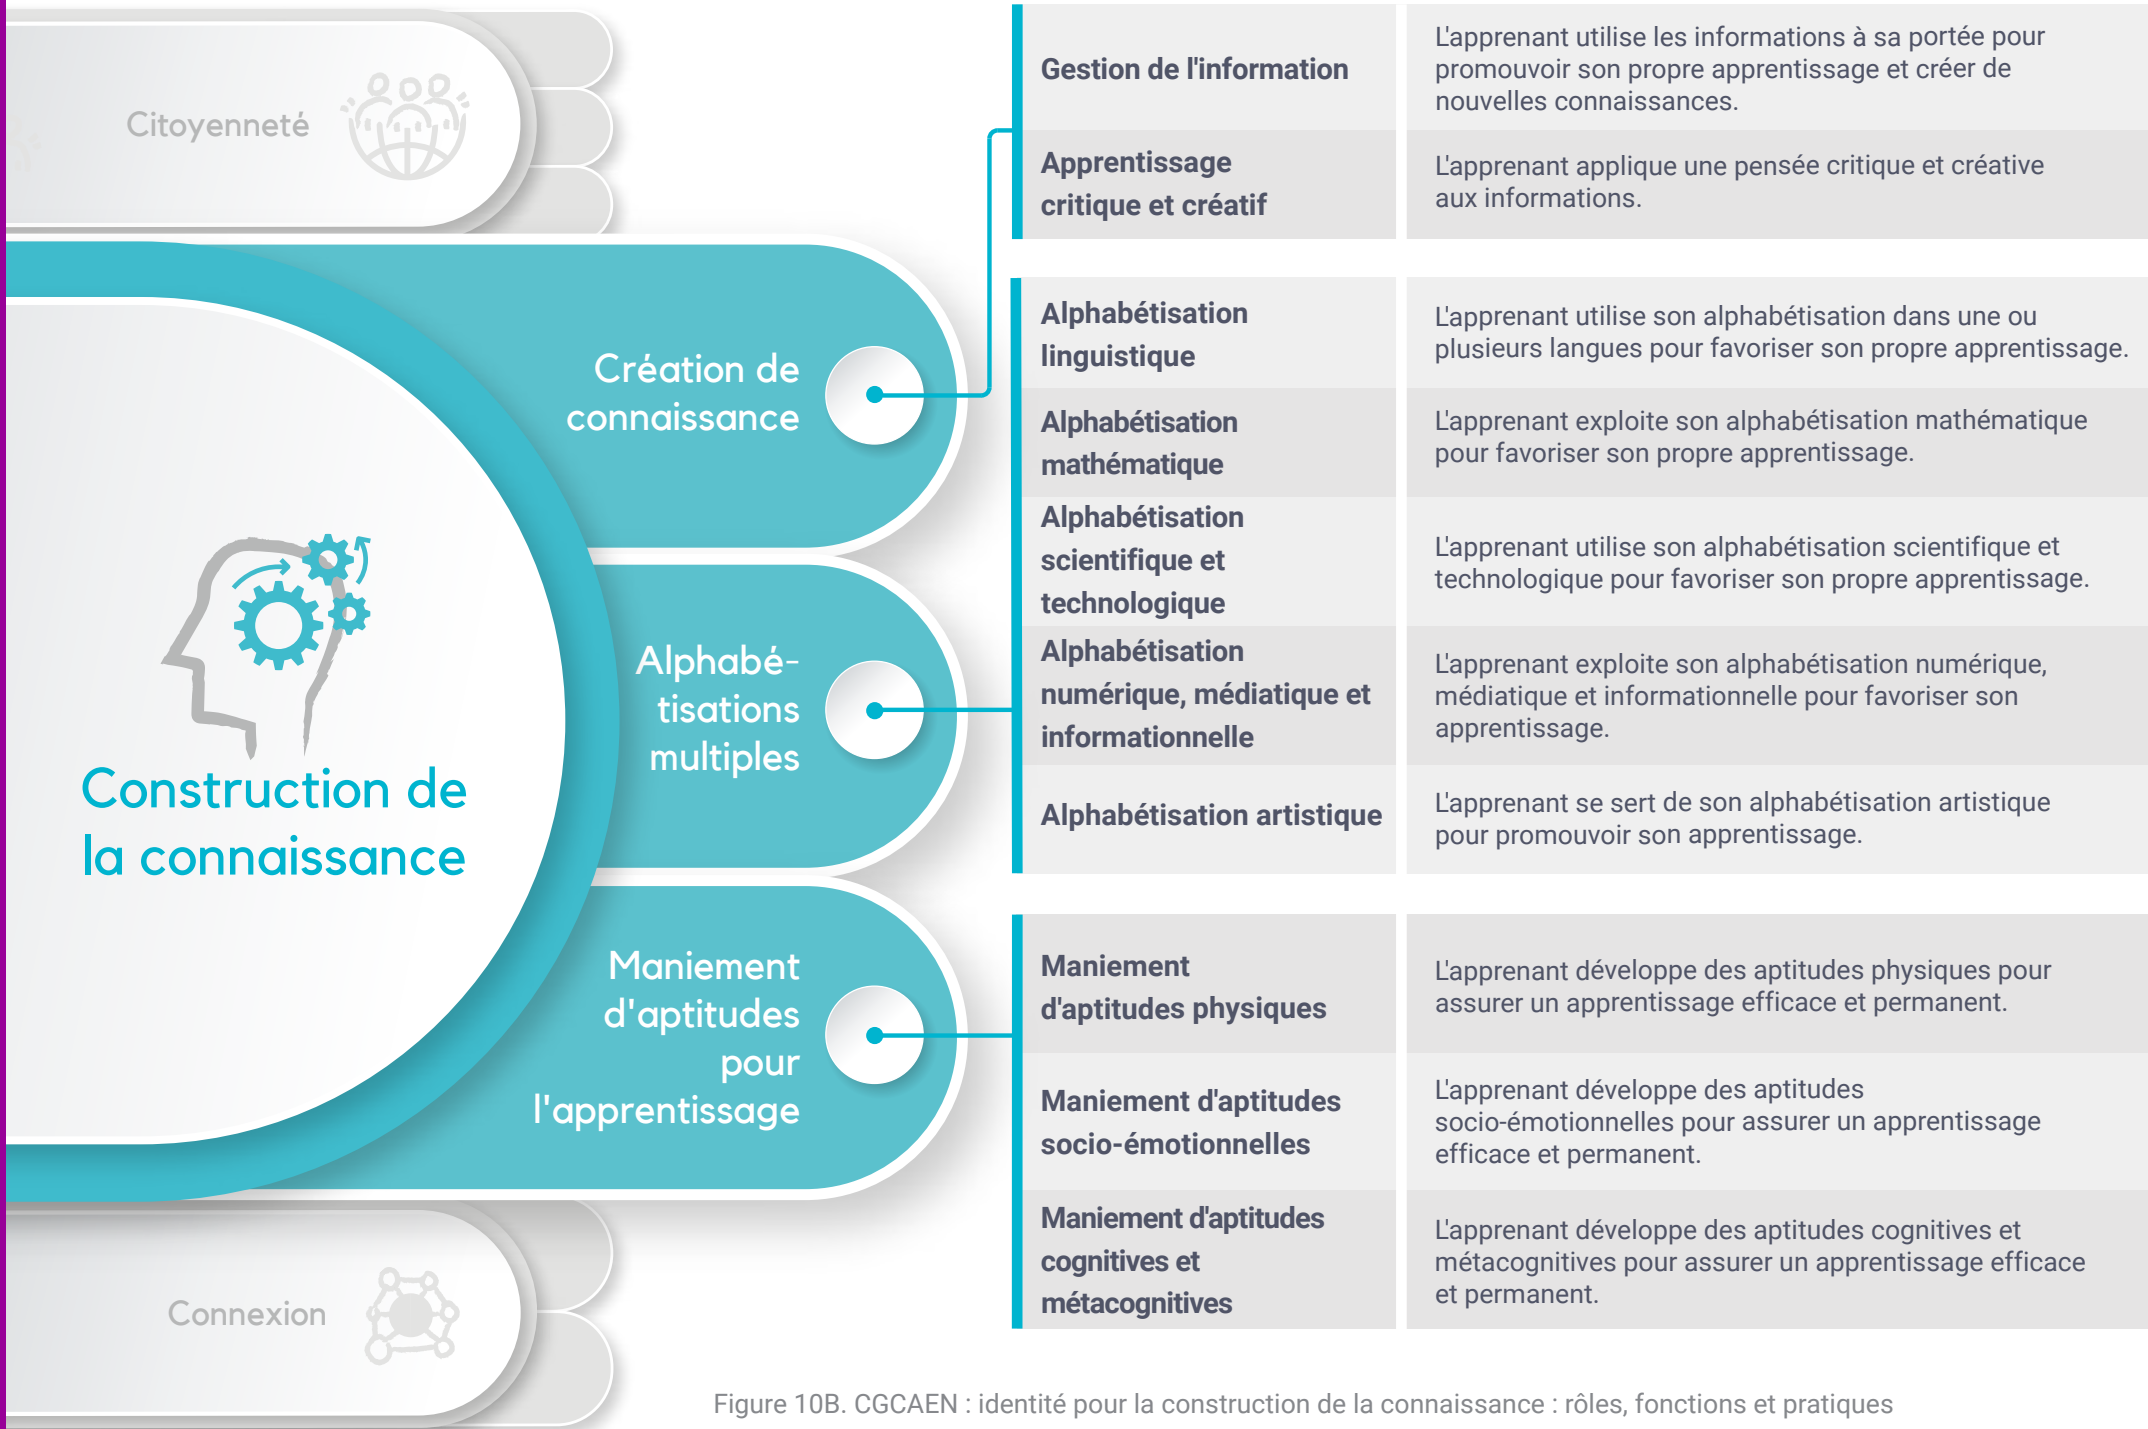 Citoyenneté
Création de
connaissance
Gestion de l'information
L'apprenant utilise les informations à sa portée pour
promouvoir son propre apprentissage et créer de
nouvelles connaissances.
Apprentissage
critique et créatif
L'apprenant applique une pensée critique et créative
aux informations.
Construction de
la connaissance
Alphabé-
tisations
multiples
Alphabétisation
linguistique
L'apprenant utilise son alphabétisation dans une ou
plusieurs langues pour favoriser son propre apprentissage.
Alphabétisation
mathématique
L'apprenant exploite son alphabétisation mathématique
pour favoriser son propre apprentissage.
Alphabétisation
scientifique et
technologique
L'apprenant utilise son alphabétisation scientifique et
technologique pour favoriser son propre apprentissage.
Alphabétisation
numérique, médiatique et
informationnelle
L'apprenant exploite son alphabétisation numérique,
médiatique et informationnelle pour favoriser son
apprentissage.
Alphabétisation artistique
L'apprenant se sert de son alphabétisation artistique
pour promouvoir son apprentissage.
Maniement
d'aptitudes
pour
l'apprentissage
Maniement
d'aptitudes physiques
L'apprenant développe des aptitudes physiques pour
assurer un apprentissage efficace et permanent.
Maniement d'aptitudes
socio-émotionnelles
L'apprenant développe des aptitudes
socio-émotionnelles pour assurer un apprentissage
efficace et permanent.
Maniement d'aptitudes
cognitives et
métacognitives
L'apprenant développe des aptitudes cognitives et
métacognitives pour assurer un apprentissage efficace
et permanent.
Connexion
Figure 10B. CGCAEN : identité pour la construction de la connaissance : rôles, fonctions et pratiques